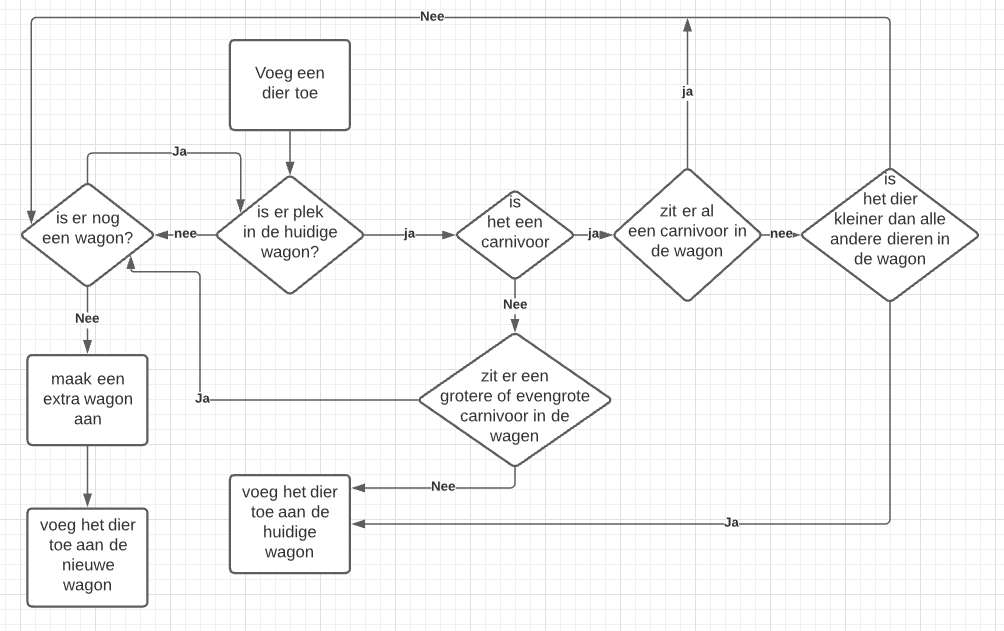 Nee
Voeg een
dier toe
ja
Ja
is er nog
een wagon?
nee
is er plek
in de huidige
wagon?
ja
is
het een
carnivoor
ja
zit er al
een carnivoor in
de wagon
nee
is
het dier
kleiner dan alle
andere dieren in
de wagon
Nee
Nee
maak een
extra wagon
aan
Ja
zit er een
grotere of evengrote
carnivoor in de
wagen
Nee
voeg het dier
toe aan de
huidige
wagon
Ja
voeg het dier
toe aan de
nieuwe
wagon